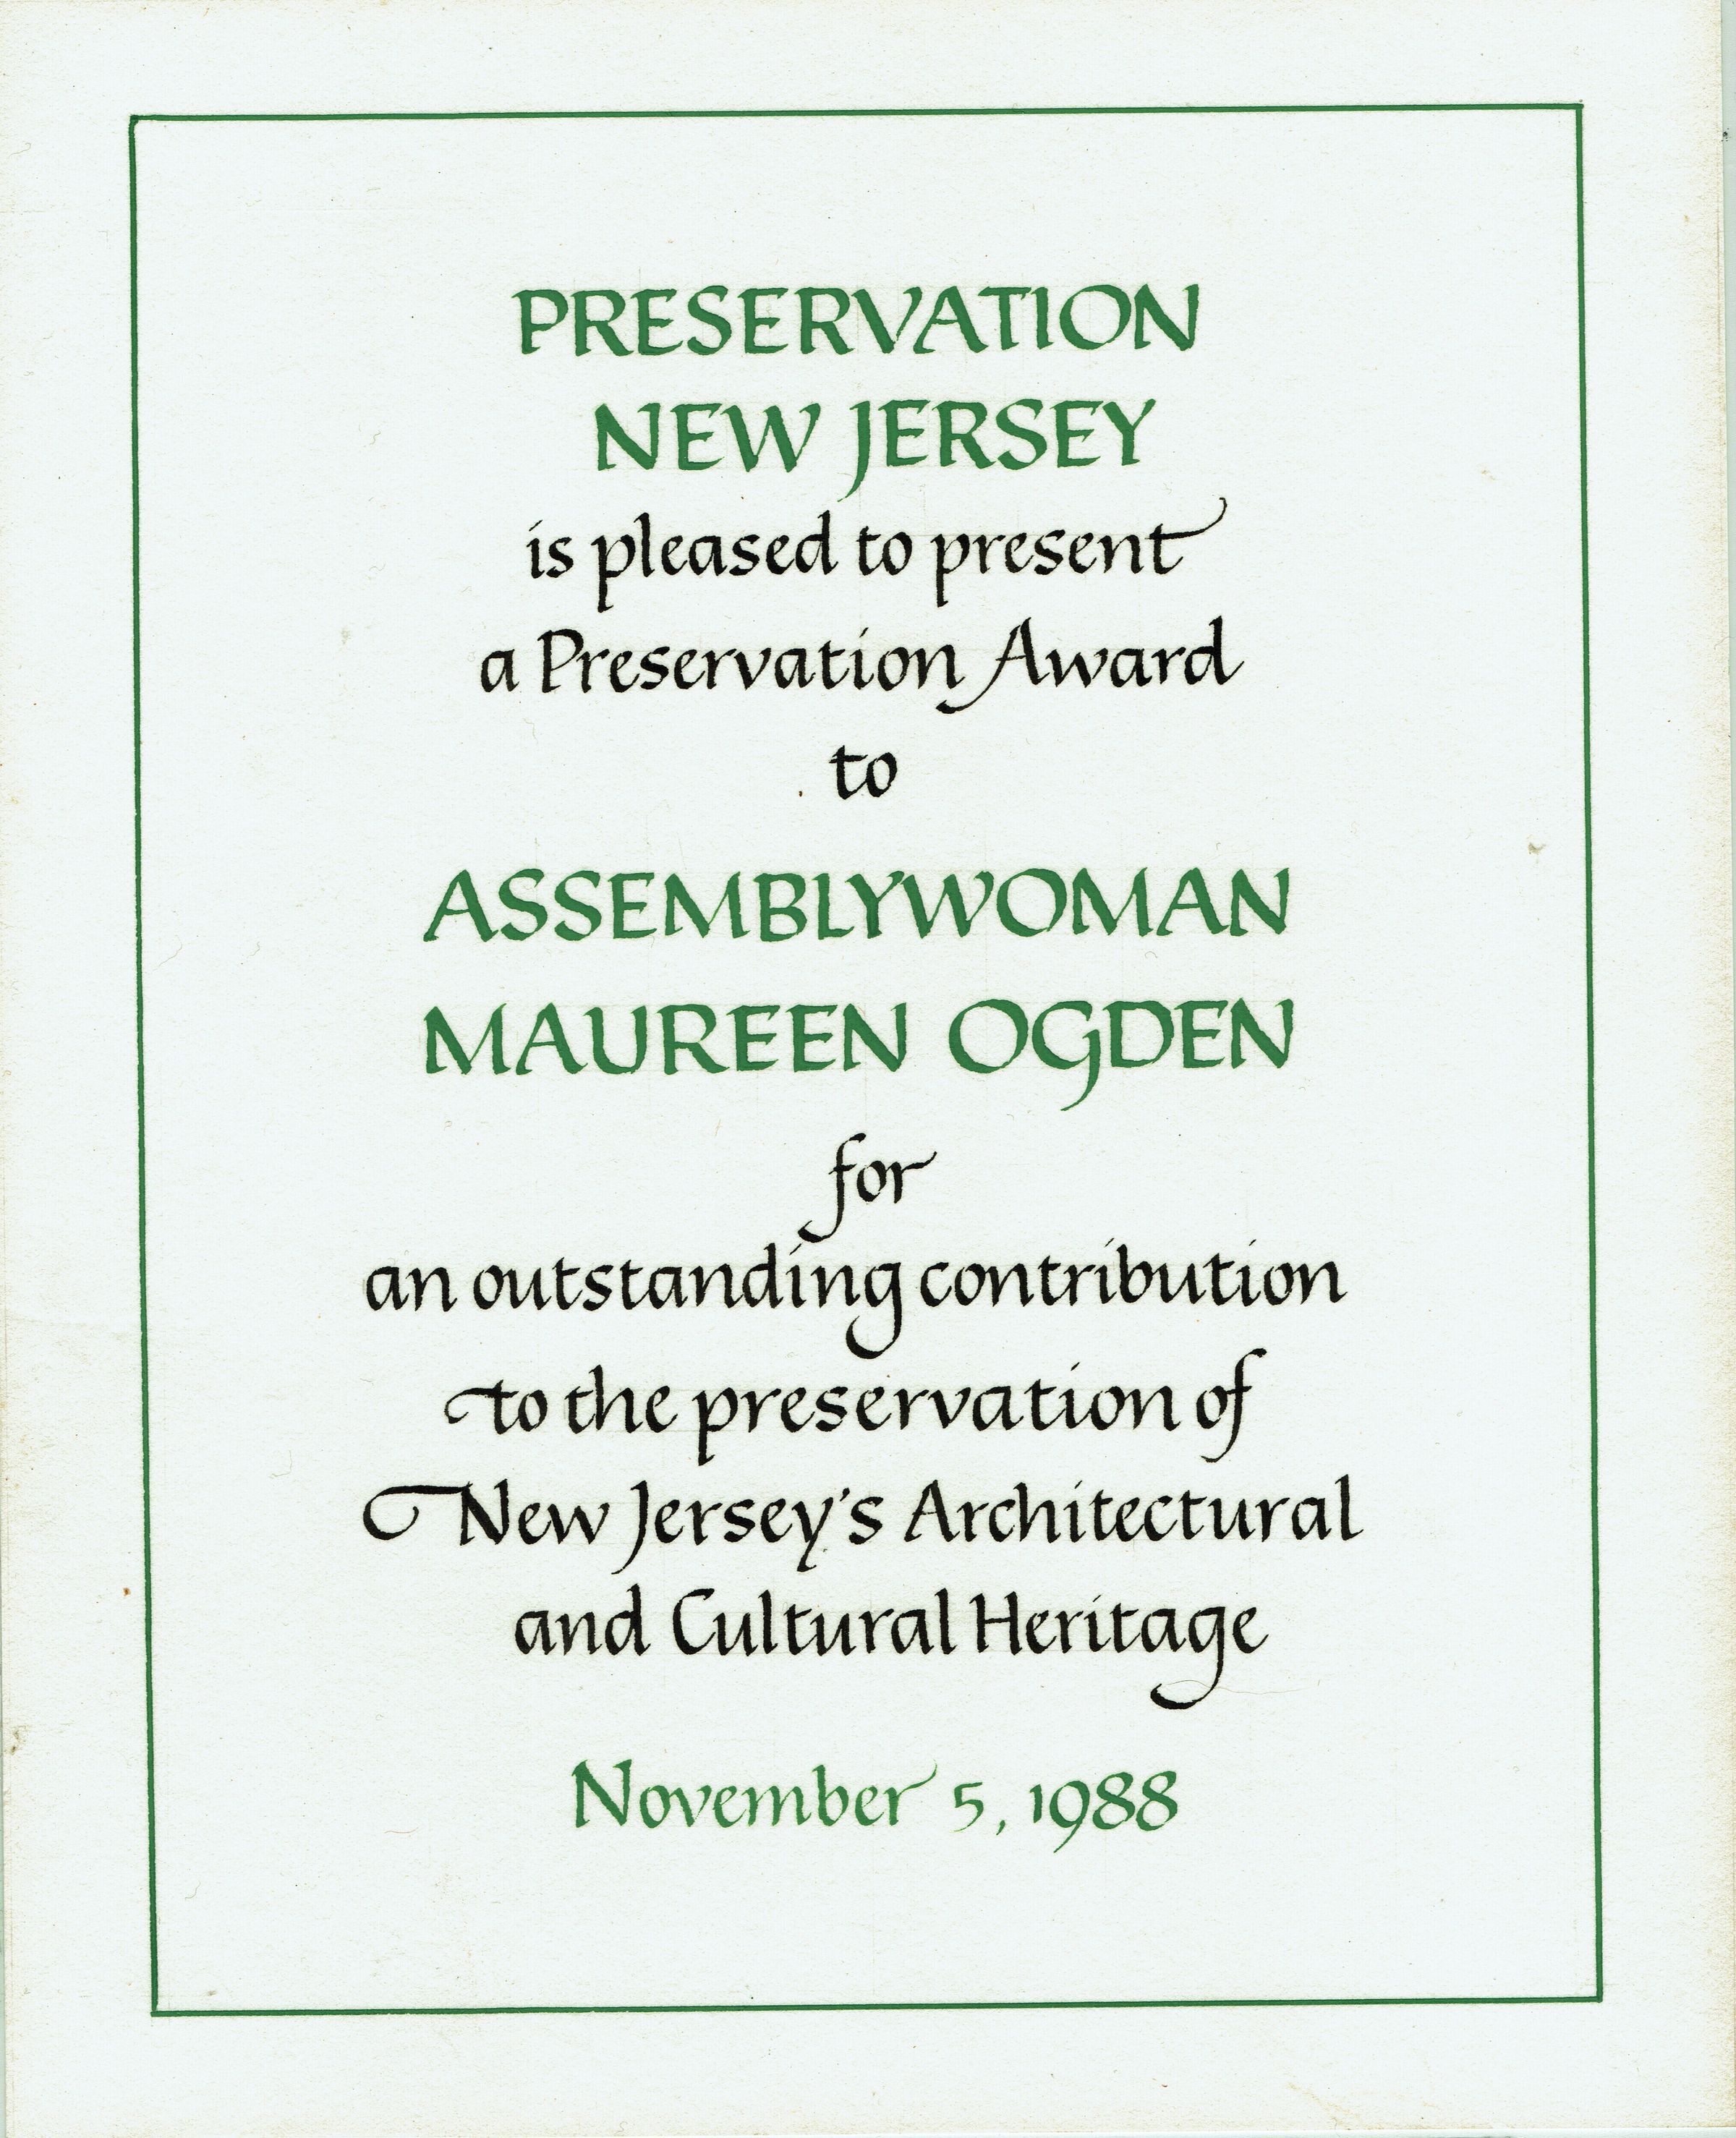 PRESERVATION
NEW JERSEY
is pleased to present
a Preservation Award
to
ASSEMBLYWOMAN
MAUREEN OGDEN
for
an outstanding contribution
to the preservation of
New Jersey's Architectural
and Cultural Heritage
November 5, 1988